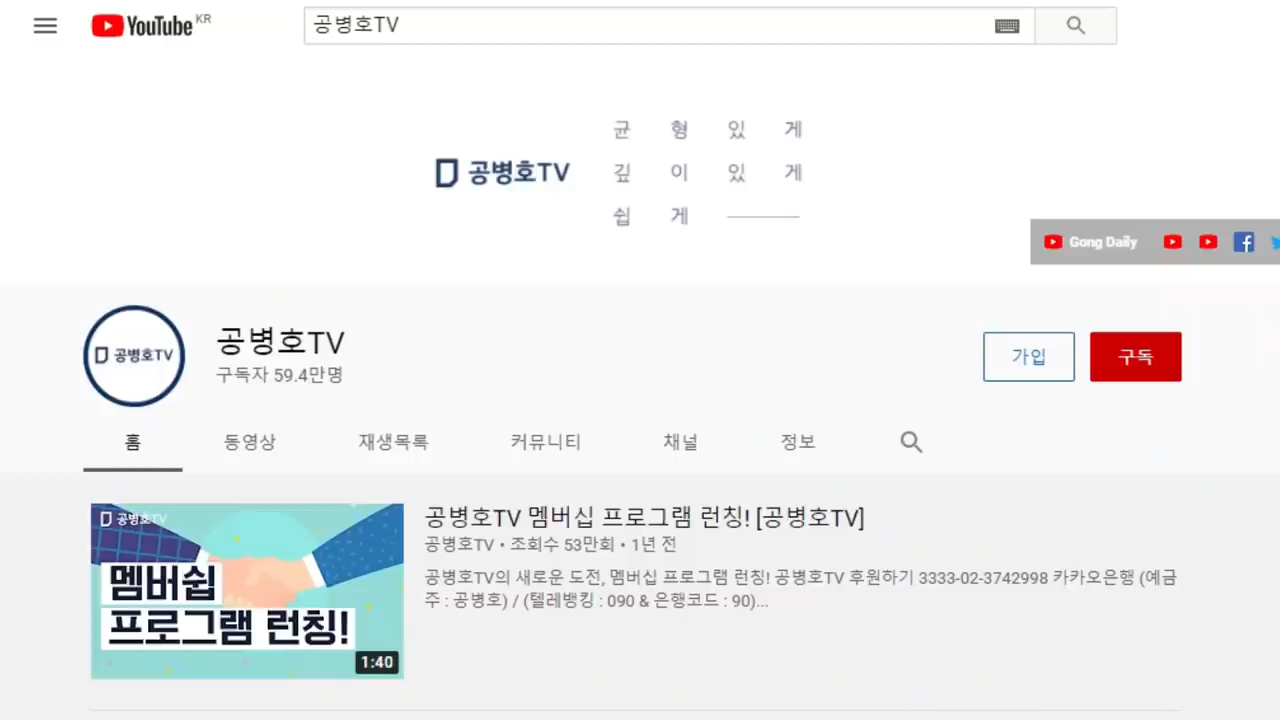 YouTube KR
공병호TV
균 형 있 게
공병호TV
깊 이 있 게
쉽 게
Gong Daily
공병호TV
공병호TV
구독자 59.4만명
가입
구독
홈
동영상
재생목록
커뮤니티
채널
정보
공병호TV
멤버쉽
프로그램 런칭!
1:40
공병호TV 멤버십 프로그램 런칭! [공병호TV]
공병호TV • 조회수 53만회 • 1년 전
공병호TV의 새로운 도전, 멤버십 프로그램 런칭! 공병호TV 후원하기 3333-02-3742998 카카오은행 (예금
주 : 공병호) / (텔레뱅킹 : 090 & 은행코드 : 90)...